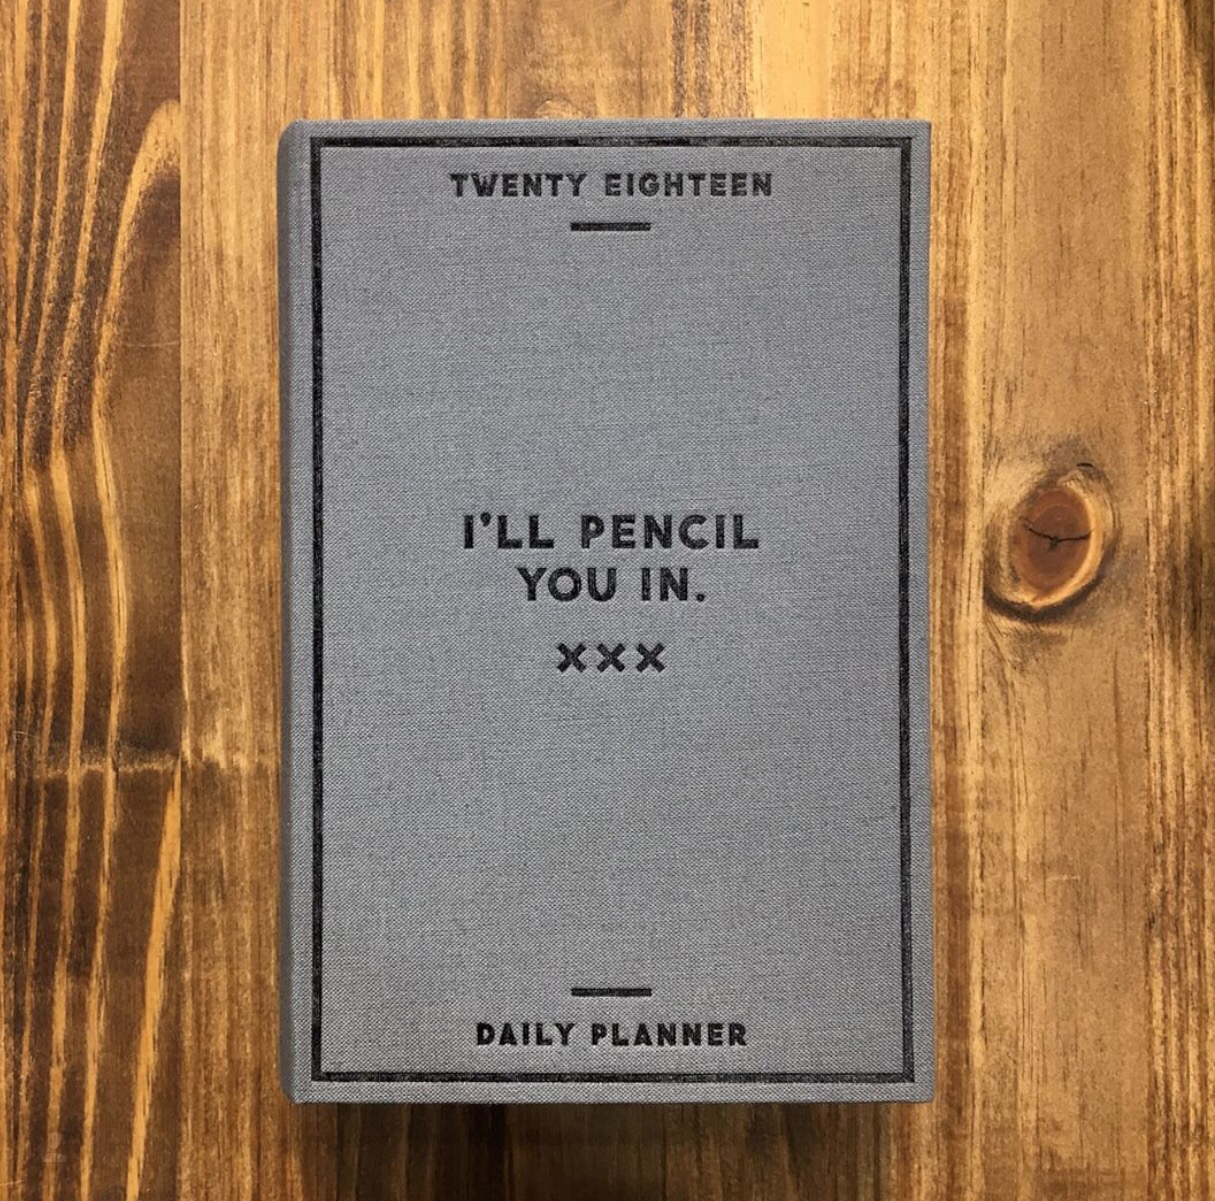 TWENTY EIGHTEEN
I'LL PENCIL
YOU IN.
XXX
DAILY PLANNER